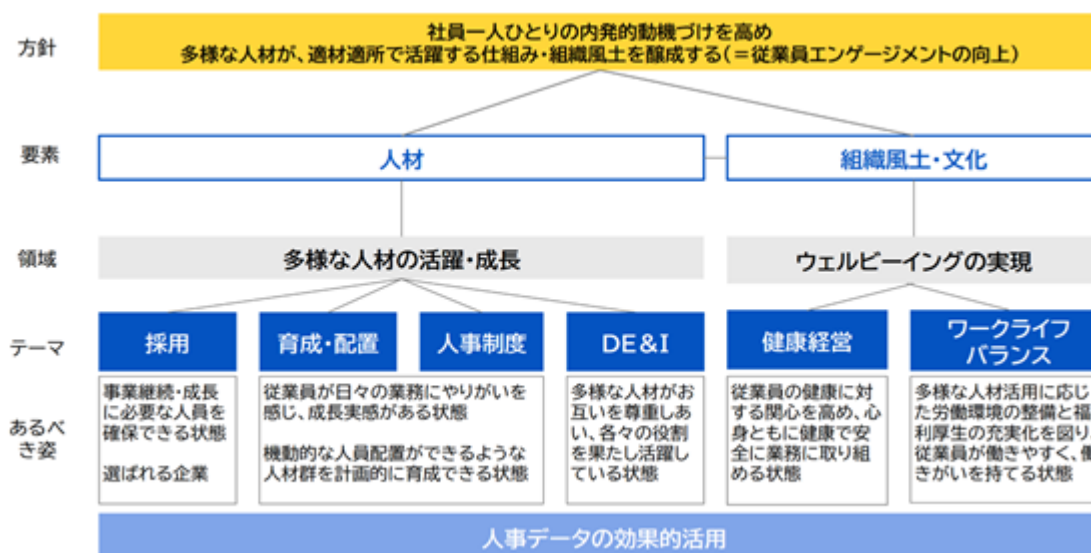 方針
社員一人ひとりの内発的動機づけを高め
多様な人材が、適材適所で活躍する仕組み・組織風土を醸成する(=従業員エンゲージメントの向上)
要素
人材
組織風土・文化
領域
多様な人材の活躍・成長
ウェルビーイングの実現
テーマ
採用
育成・配置
人事制度
DE&I
健康経営
ワークライフ
バランス
あるべ
き姿
事業継続・成長
に必要な人員を
確保できる状態
選ばれる企業
従業員が日々の業務にやりがいを
感じ、成長実感がある状態
機動的な人員配置ができるような
人材群を計画的に育成できる状態
多様な人材がお
互いを尊重しあ
い、各々の役割
を果たし活躍し
ている状態
従業員の健康に対
する関心を高め、心
身ともに健康で安
全に業務に取り組
める状態
多様な人材活用に応じ
た労働環境の整備と福
利厚生の充実化を図り
従業員が働きやすく、働
きがいを持てる状態
人事データの効果的活用